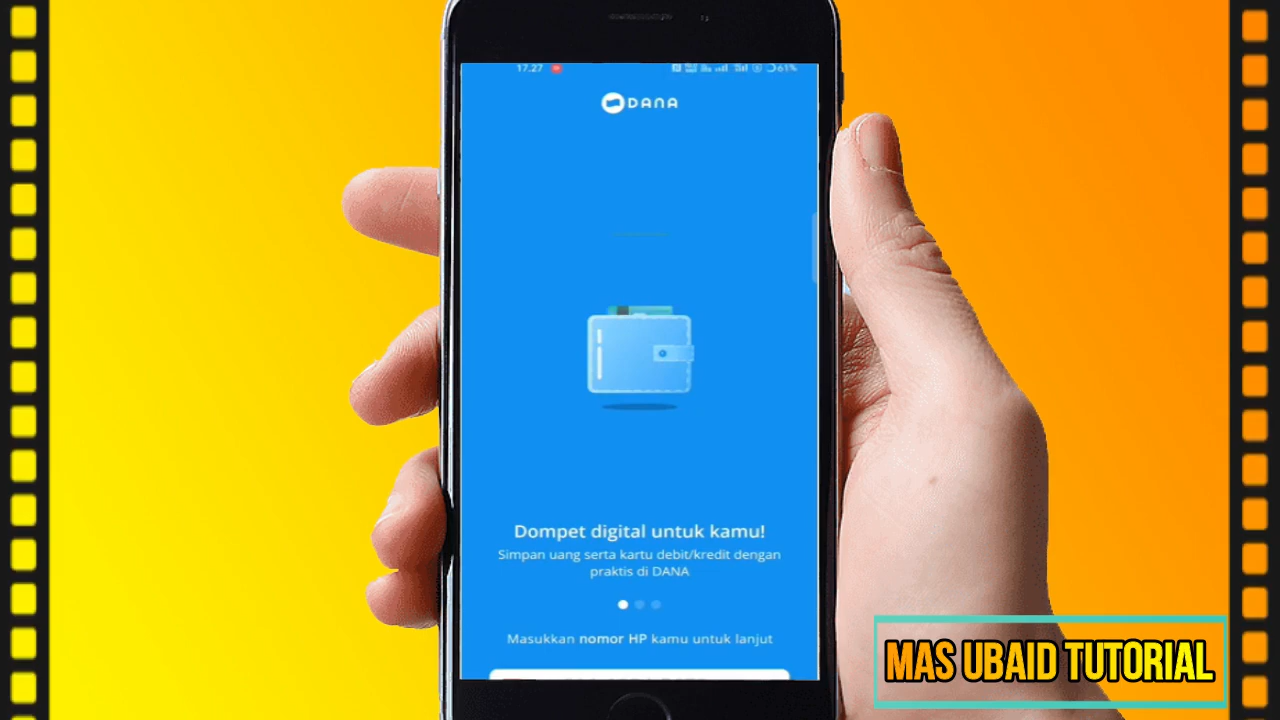 17.27
61%
DANA
Dompet digital untuk kamu!
Simpan uang serta kartu debit/kredit dengan
praktis di DANA
Masukkan nomor HP kamu untuk lanjut
MAS UBAID TUTORIAL